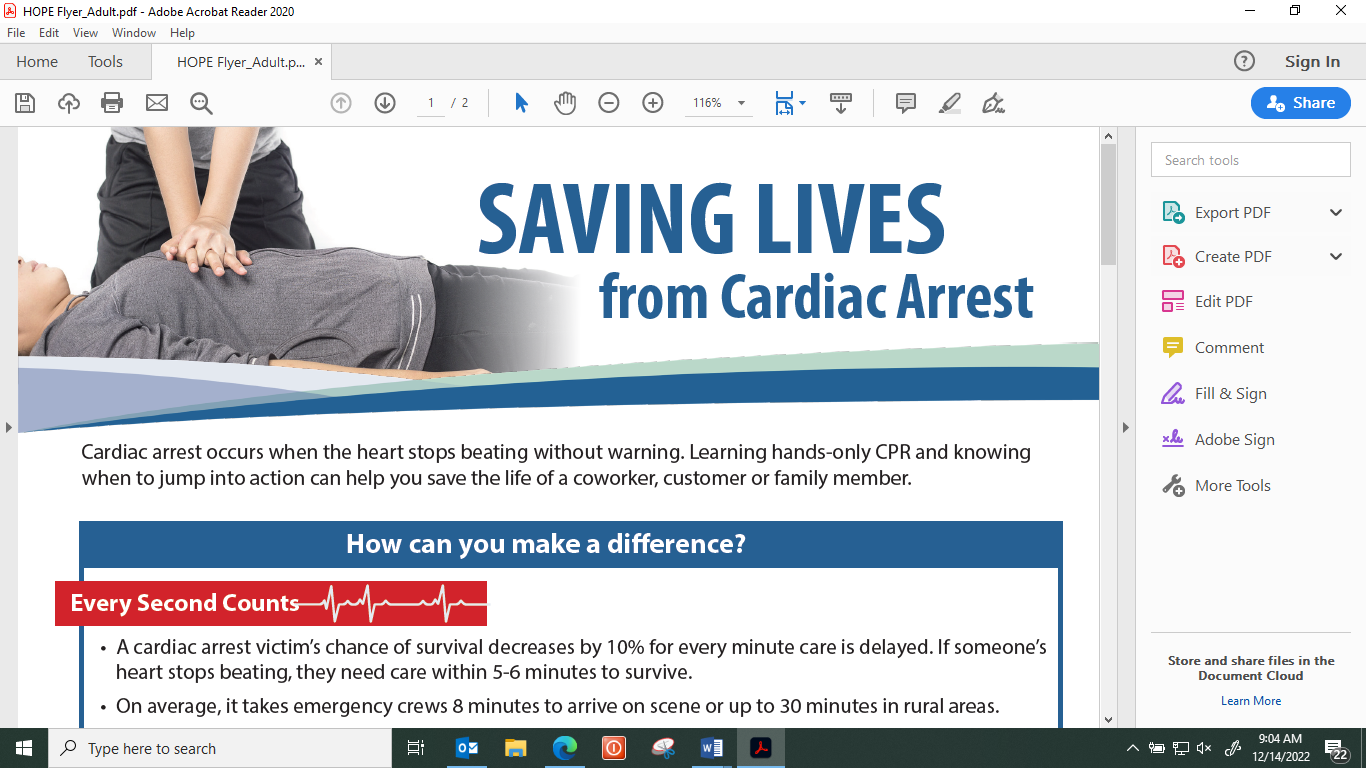 HOPE Flyer_Adult.pdf - Adobe Acrobat Reader 2020
File Edit View Window Help
Home Tools HOPE Flyer_Adult.p... × Sign In
1 / 2 116% Share
SAVING LIVES
from Cardiac Arrest
Cardiac arrest occurs when the heart stops beating without warning. Learning hands-only CPR and knowing
when to jump into action can help you save the life of a coworker, customer or family member.
How can you make a difference?
Every Second Counts
• A cardiac arrest victim’s chance of survival decreases by 10% for every minute care is delayed. If someone’s
heart stops beating, they need care within 5-6 minutes to survive.
• On average, it takes emergency crews 8 minutes to arrive on scene or up to 30 minutes in rural areas.
Search tools
Export PDF
Create PDF
Edit PDF
Comment
Fill & Sign
Adobe Sign
More Tools
Store and share files in the
Document Cloud
Learn More
Type here to search
9:04 AM
12/14/2022
22